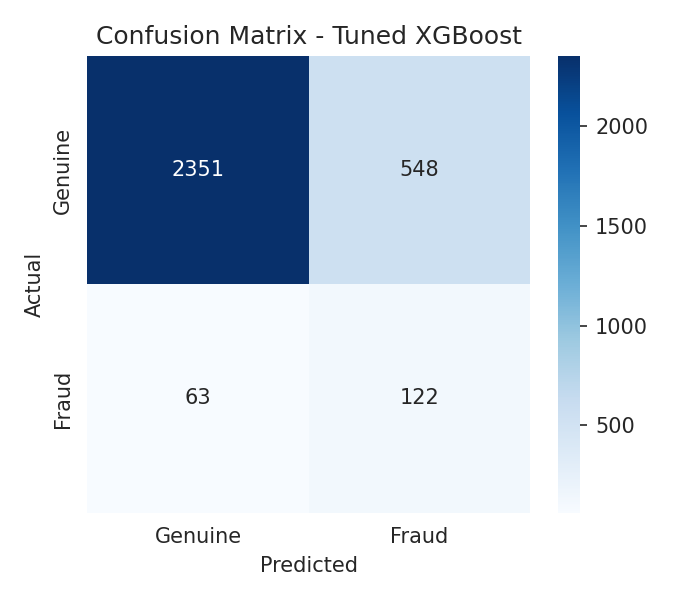 Confusion Matrix - Tuned XGBoost
Actual
Genuine
Fraud
2351
548
63
122
Genuine
Fraud
Predicted
2000
1500
1000
500